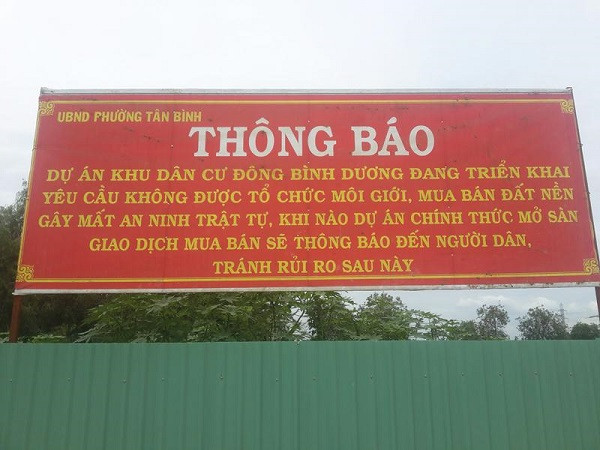 UBND PHƯỜNG TÂN BÌNH
THÔNG BÁO
DỰ ÁN KHU DÂN CƯ ĐÔNG BÌNH DƯƠNG ĐANG TRIỂN KHAI
YÊU CẦU KHÔNG ĐƯỢC TỔ CHỨC MÔI GIỚI, MUA BÁN ĐẤT NỀN
GÂY MẤT AN NINH TRẬT TỰ, KHI NÀO DỰ ÁN CHÍNH THỨC MỞ SÀN
GIAO DỊCH MUA BÁN SẼ THÔNG BÁO ĐẾN NGƯỜI DÂN,
TRÁNH RỦI RO SAU NÀY